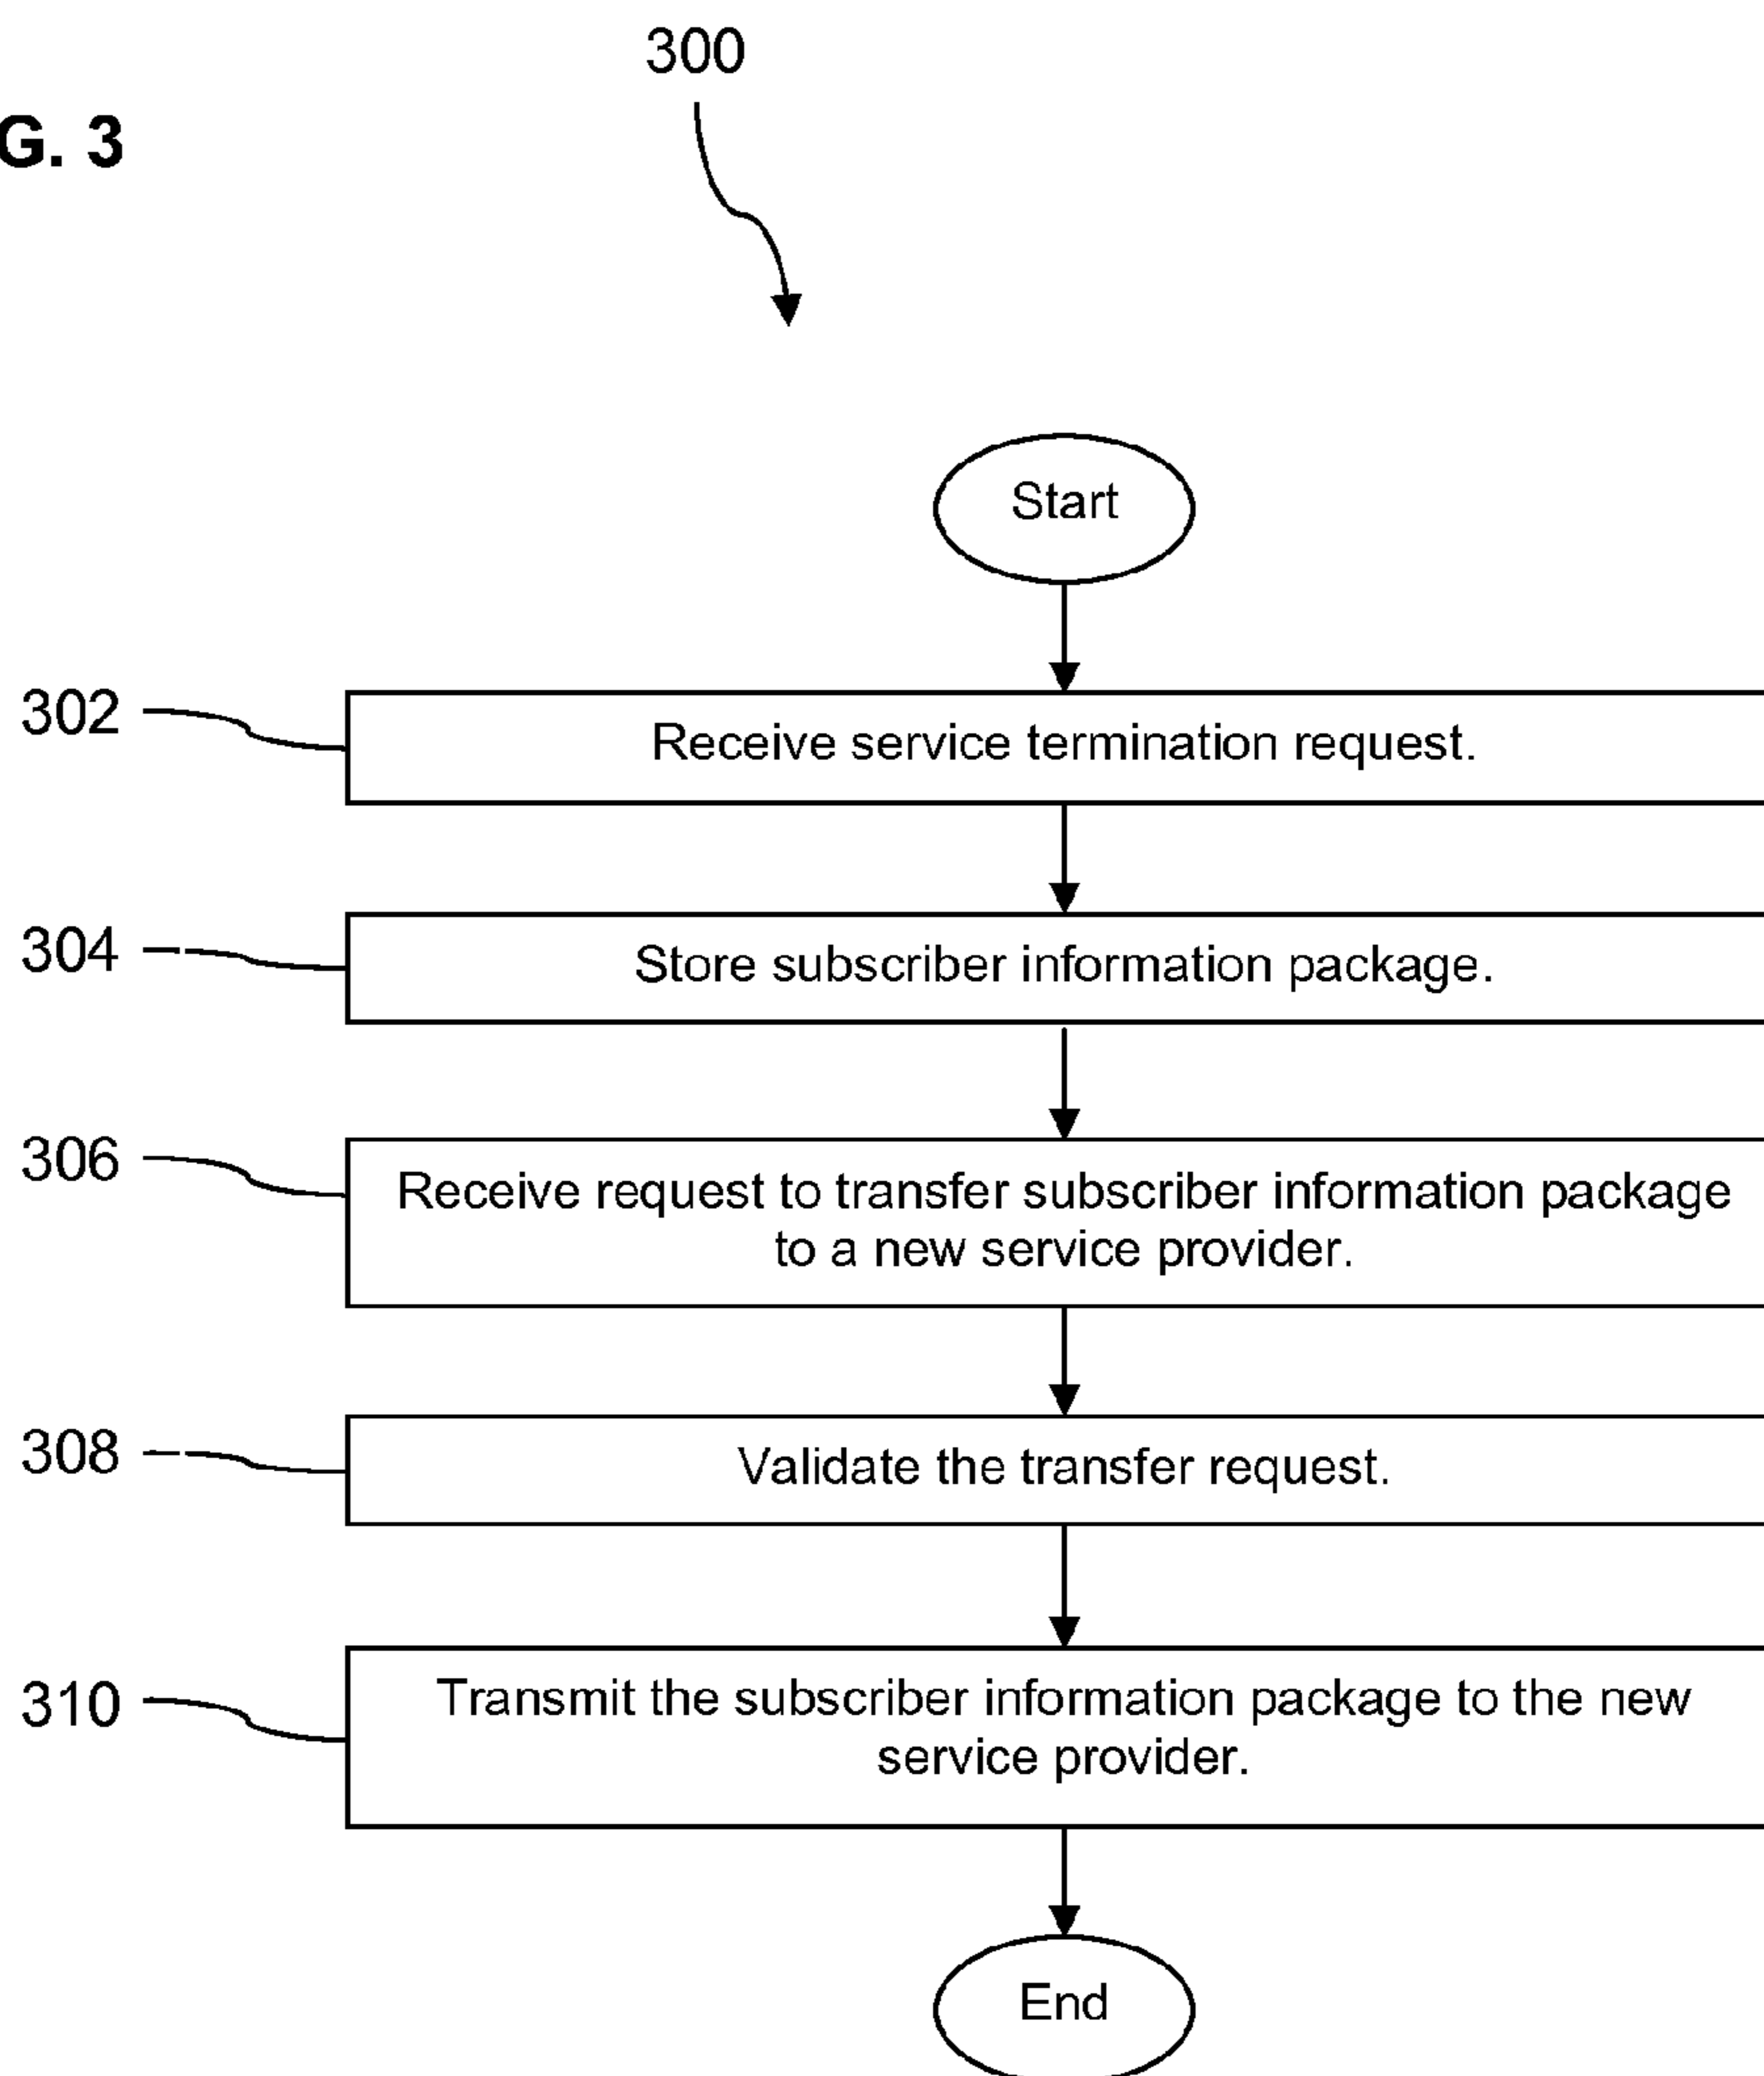 300
G. 3
Start
302
Receive service termination request.
304
Store subscriber information package.
306
Receive request to transfer subscriber information package
to a new service provider.
308
Validate the transfer request.
310
Transmit the subscriber information package to the new
service provider.
End